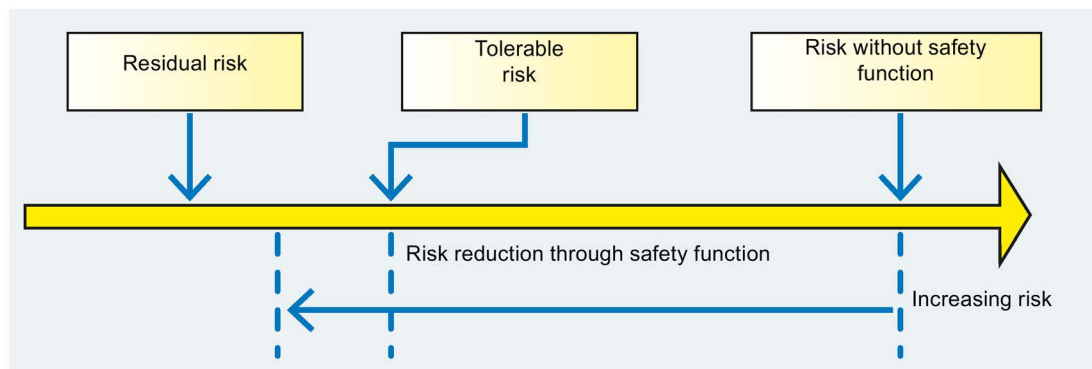 Residual risk
Tolerable
risk
Risk without safety
function
Risk reduction through safety function
Increasing risk